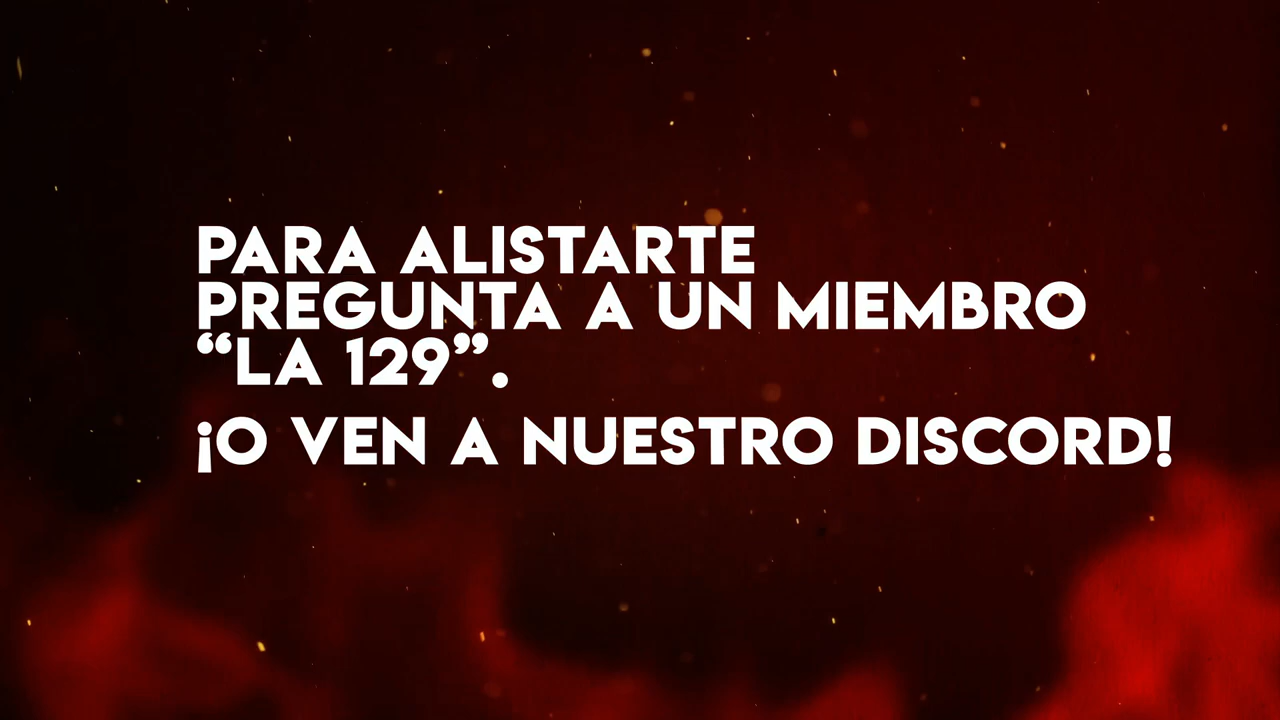 PARA ALISTARTE
PREGUNTA A UN MIEMBRO
“LA 129”.
¡O VEN A NUESTRO DISCORD!